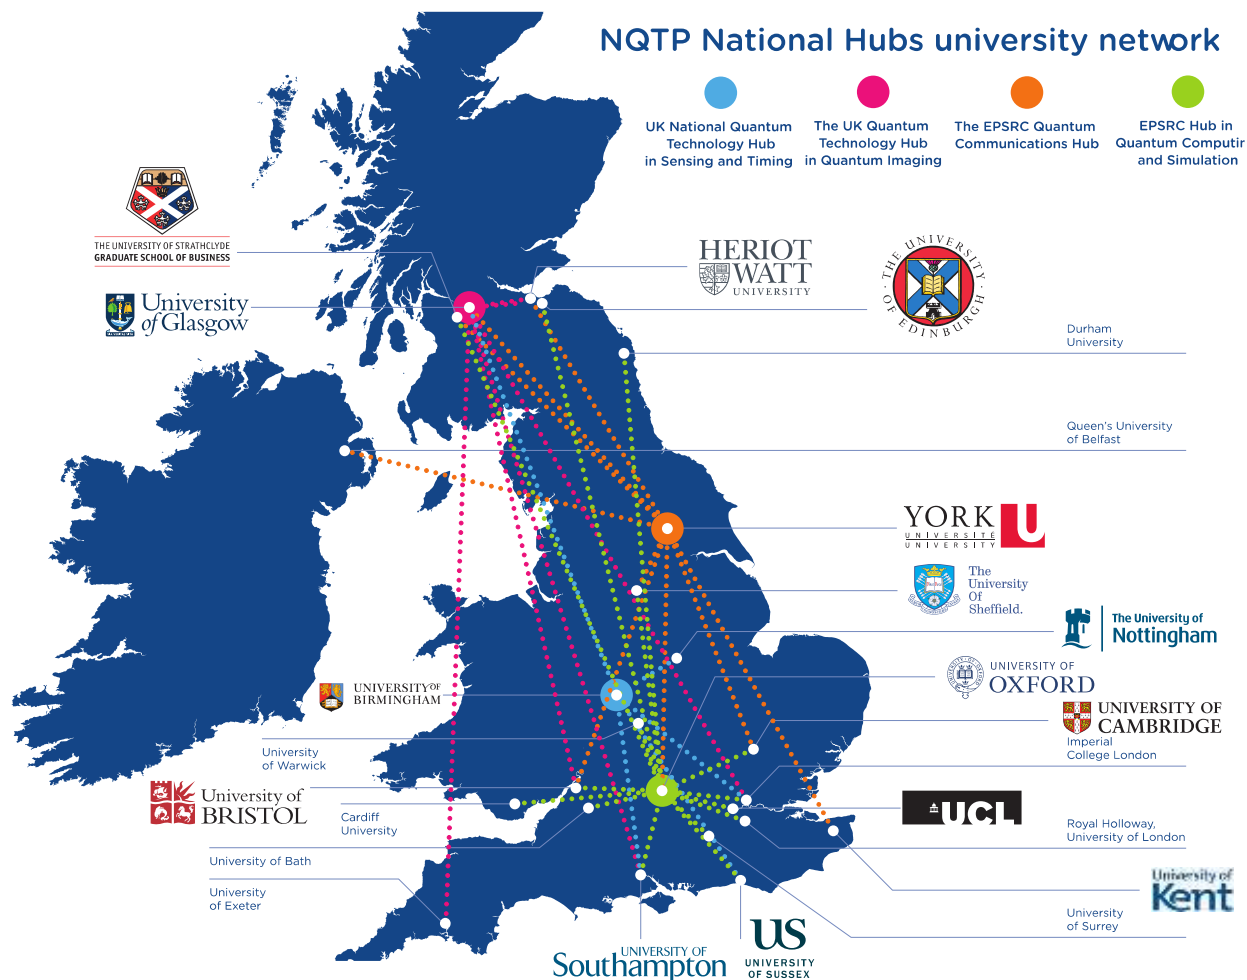 NQTP National Hubs university network
UK National Quantum
Technology Hub
in Sensing and Timing
The UK Quantum
Technology Hub
in Quantum Imaging
The EPSRC Quantum
Communications Hub
EPSRC Hub in
Quantum Computin
and Simulation
THE UNIVERSITY OF STRATHCLYDE
GRADUATE SCHOOL OF BUSINESS
HERIOT
WATT
UNIVERSITY
THE UNIVERSITY OF EDINBURGH
University
of Glasgow
Durham
University
Queen's University
of Belfast
YORK U
UNIVERSITÉ
UNIVERSITY
The
University
Of
Sheffield.
The University of
Nottingham
UNIVERSITY OF
OXFORD
UNIVERSITY OF
BIRMINGHAM
UNIVERSITY OF
CAMBRIDGE
Imperial
College London
University
of Warwick
University of
BRISTOL
UCL
Cardiff
University
Royal Holloway,
University of London
University of Bath
University
of Exeter
University of
Kent
University
of Surrey
UNIVERSITY OF
Southampton
US
UNIVERSITY
OF SUSSEX